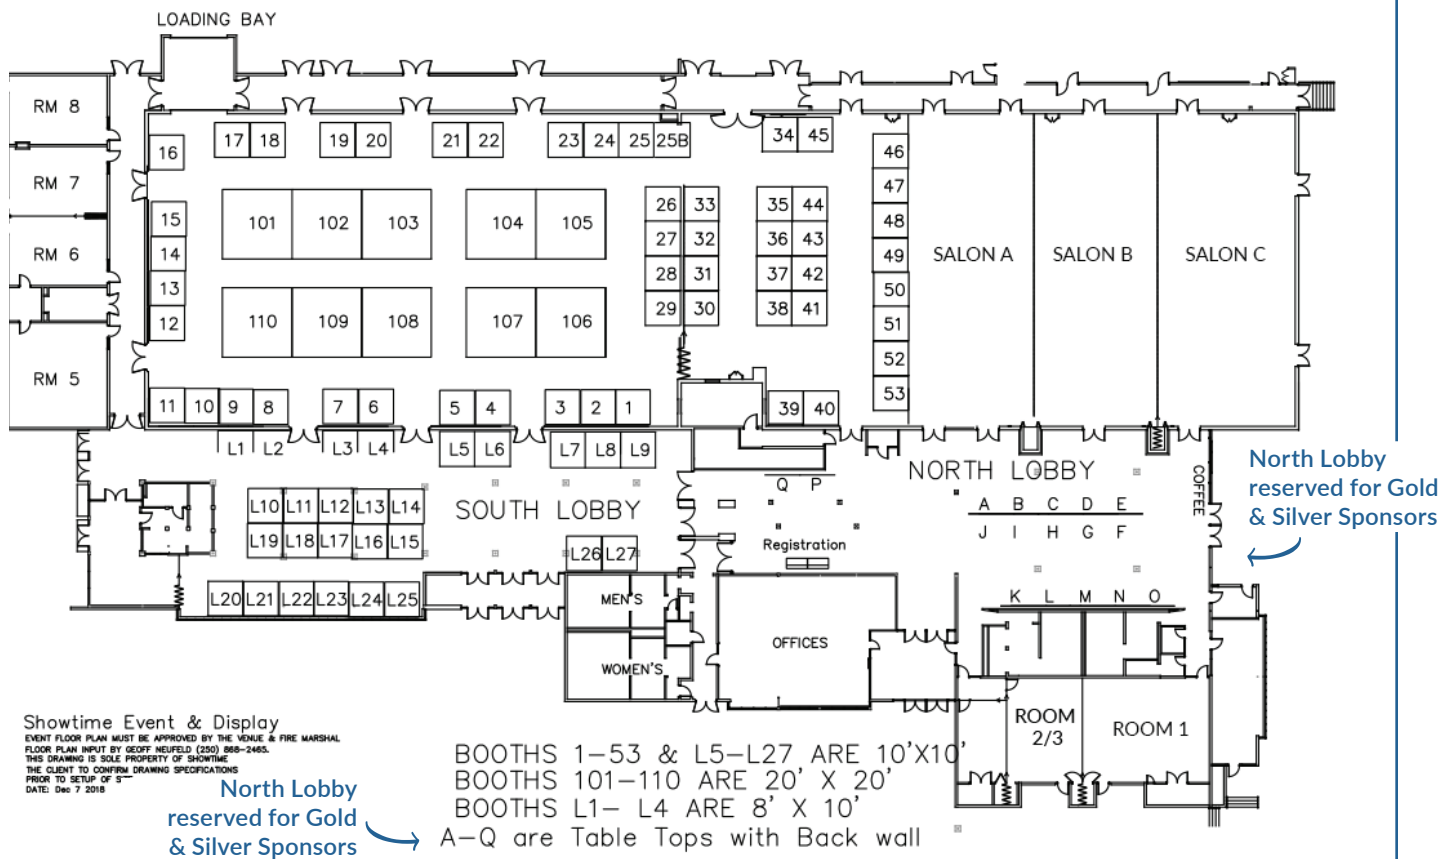 LOADING BAY
RM 8
RM 7
RM 6
RM 5
16
17 18
19 20
21 22
23 24 25 25B
34 45
46
47
48
49
50
51
52
53
15
14
13
12
101 102 103
104 105
110 109 108
107 106
26 33
27 32
28 31
29 30
35 44
36 43
37 42
38 41
SALON A
SALON B
SALON C
11 10 9 8
7 6
5 4
3 2 1
39 40
L1 L2
L3 L4
L5 L6
L7 L8 L9
L10 L11 L12 L13 L14
L19 L18 L17 L16 L15
L20 L21 L22 L23 L24 L25
L26 L27
SOUTH LOBBY
NORTH LOBBY
Q P
A B C D E
J I H G F
K L M N O
COFFEE
Registration
MEN'S
WOMEN'S
OFFICES
ROOM
2/3
ROOM 1
North Lobby
reserved for Gold
& Silver Sponsors
Showtime Event & Display
EVENT FLOOR PLAN MUST BE APPROVED BY THE VENUE & FIRE MARSHAL
FLOOR PLAN INPUT BY GEOFF NEUFELD (250) 868-2465.
THIS DRAWING IS SOLE PROPERTY OF SHOWTIME
THE CLIENT TO CONFIRM DRAWING SPECIFICATIONS
PRIOR TO SETUP OF S
DATE: Dec 7 2018
North Lobby
reserved for Gold
& Silver Sponsors
BOOTHS 1-53 & L5-L27 ARE 10'X10'
BOOTHS 101-110 ARE 20' X 20'
BOOTHS L1- L4 ARE 8' X 10'
A-Q are Table Tops with Back wall